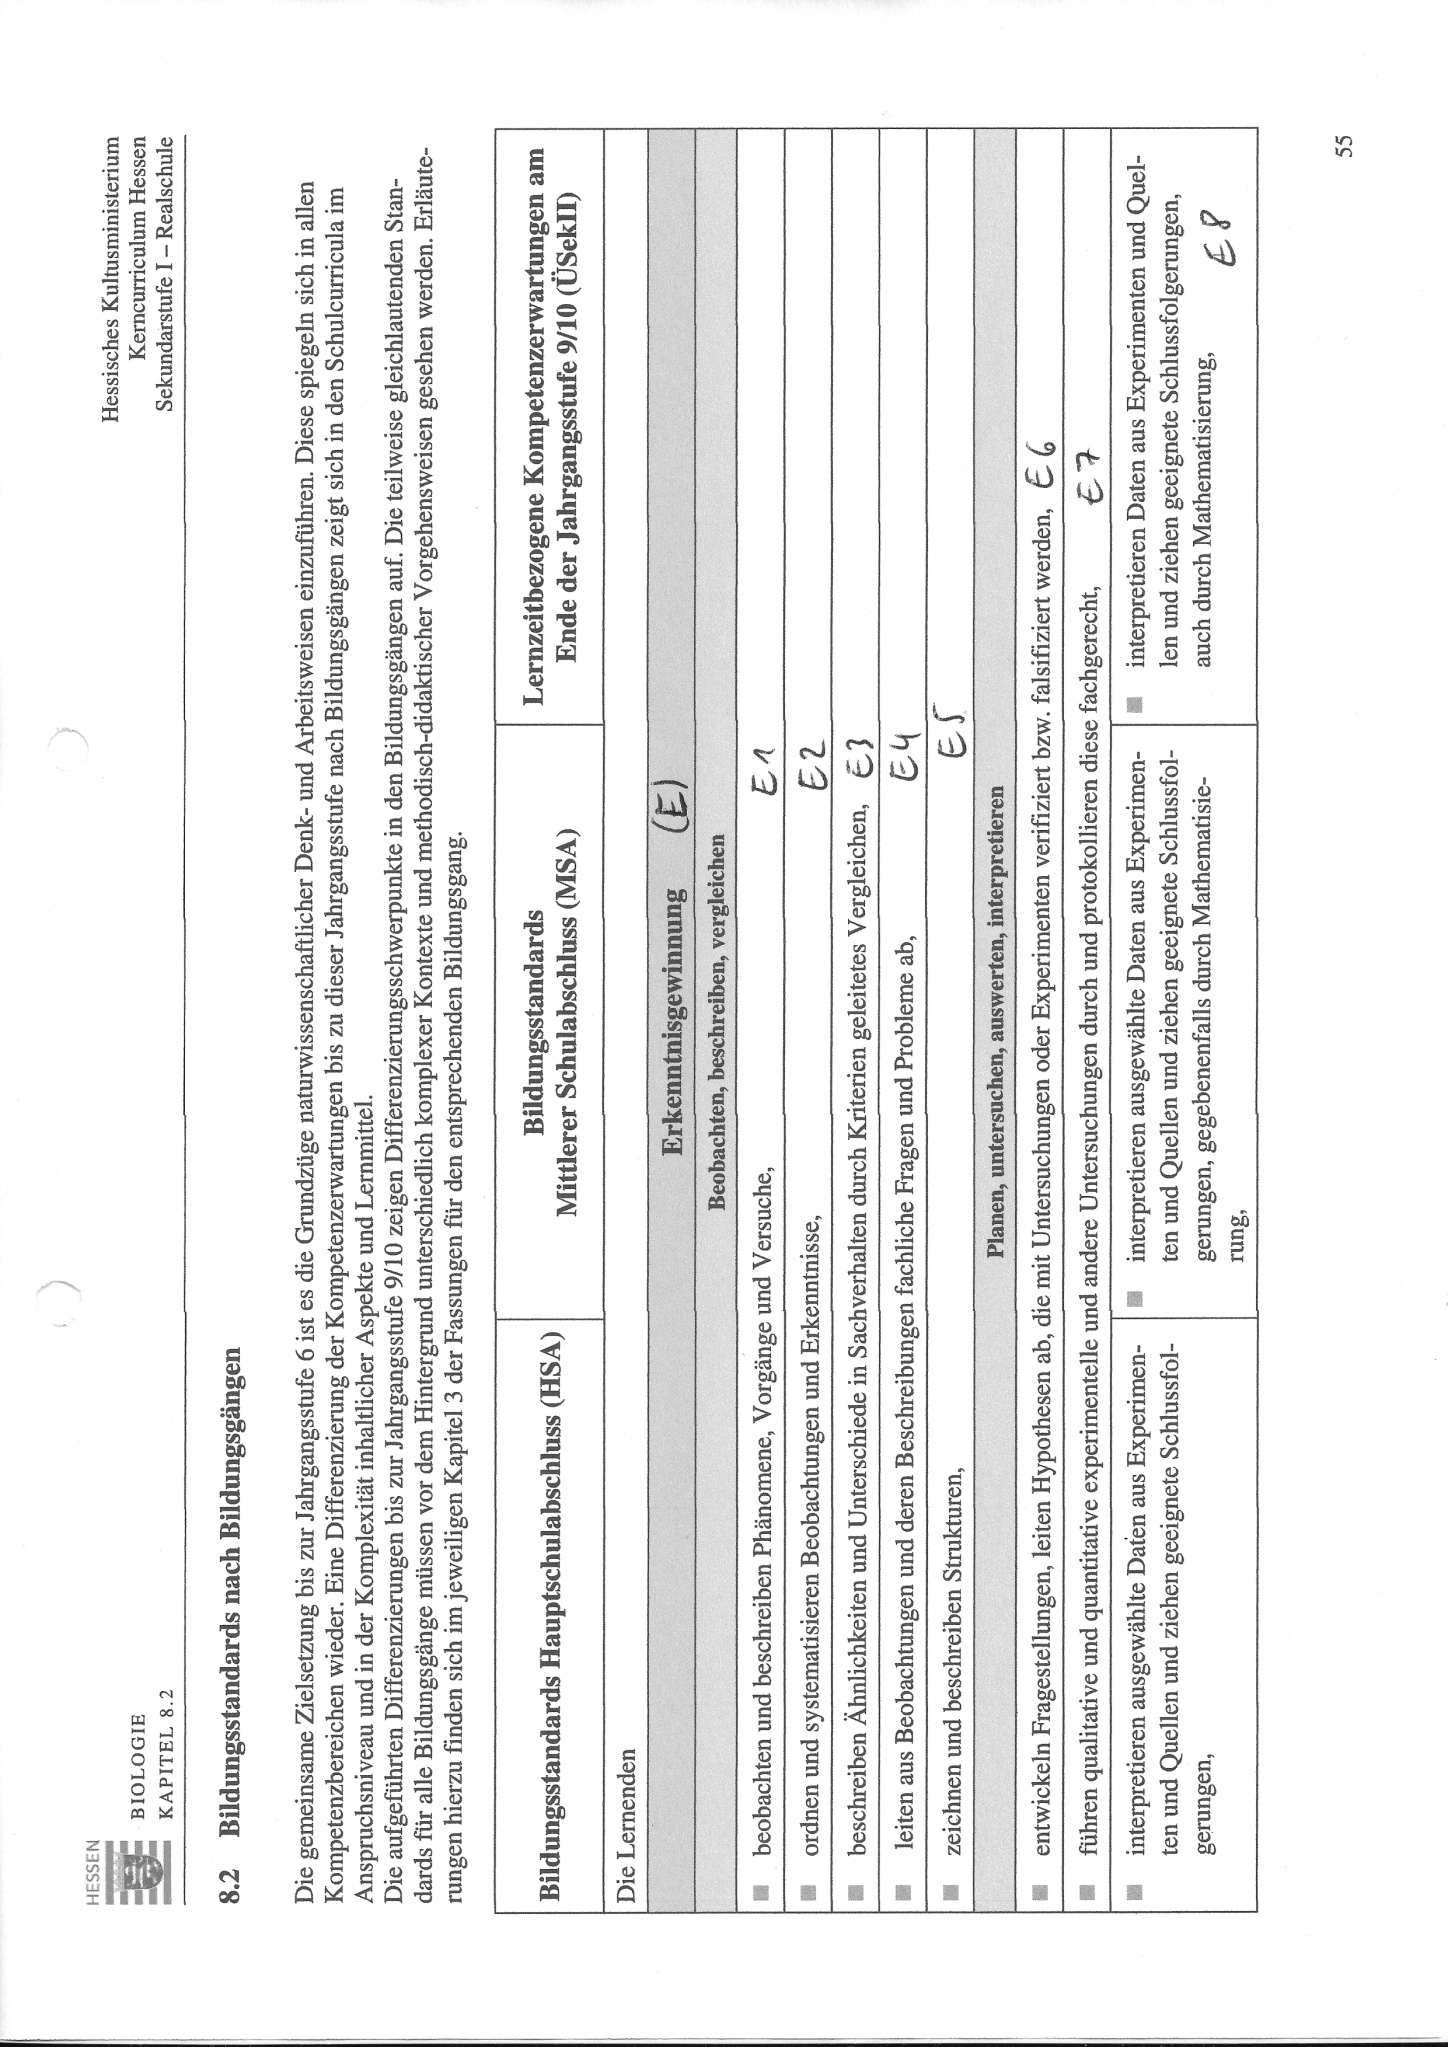 HESSEN
BIOLOGIE
KAPITEL 8.2
Hessisches Kultusministerium
Kerncurriculum Hessen
Sekundarstufe I – Realschule
8.2 Bildungsstandards nach Bildungsgängen
Die gemeinsame Zielsetzung bis zur Jahrgangsstufe 6 ist es die Grundzüge naturwissenschaftlicher Denk- und Arbeitsweisen einzuführen. Diese spiegeln sich in allen
Kompetenzbereichen wieder. Eine Differenzierung der Kompetenzerwartungen bis zu dieser Jahrgangsstufe nach Bildungsgängen zeigt sich in den Schulcurricula im
Anspruchsniveau und in der Komplexität inhaltlicher Aspekte und Lernmittel.
Die aufgeführten Differenzierungen bis zur Jahrgangsstufe 9/10 zeigen Differenzierungsschwerpunkte in den Bildungsgängen auf. Die teilweise gleichlautenden Stan-
dards für alle Bildungsgänge müssen vor dem Hintergrund unterschiedlich komplexer Kontexte und methodisch-didaktischer Vorgehensweisen gesehen werden. Erläute-
rungen hierzu finden sich im jeweiligen Kapitel 3 der Fassungen für den entsprechenden Bildungsgang.
Bildungsstandards Hauptschulabschluss (HSA)
Bildungsstandards
Mittlerer Schulabschluss (MSA)
Lernzeitbezogene Kompetenzerwartungen am
Ende der Jahrgangsstufe 9/10 (ÜSekII)
Die Lernenden
Erkenntnisgewinnung (E)
Beobachten, beschreiben, vergleichen
beobachten und beschreiben Phänomene, Vorgänge und Versuche, E1
ordnen und systematisieren Beobachtungen und Erkenntnisse, E2
beschreiben Ähnlichkeiten und Unterschiede in Sachverhalten durch Kriterien geleitetes Vergleichen, E3
leiten aus Beobachtungen und deren Beschreibungen fachliche Fragen und Probleme ab, E4
zeichnen und beschreiben Strukturen, E5
Planen, untersuchen, auswerten, interpretieren
entwickeln Fragestellungen, leiten Hypothesen ab, die mit Untersuchungen oder Experimenten verifiziert bzw. falsifiziert werden, E6
führen qualitative und quantitative experimentelle und andere Untersuchungen durch und protokollieren diese fachgerecht, E7
interpretieren ausgewählte Daten aus Experimen-
ten und Quellen und ziehen geeignete Schlussfol-
gerungen,
interpretieren ausgewählte Daten aus Experimen-
ten und Quellen und ziehen geeignete Schlussfol-
gerungen, gegebenenfalls durch Mathematisie-
rung,
interpretieren Daten aus Experimenten und Quel-
len und ziehen geeignete Schlussfolgerungen,
auch durch Mathematisierung, E8
55